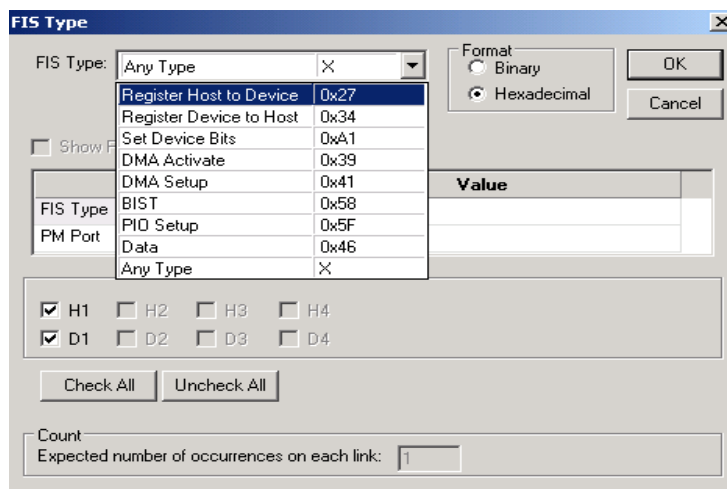 FIS Type
FIS Type: Any Type X
Format
Binary
Hexadecimal
OK
Cancel
Register Host to Device 0x27
Register Device to Host 0x34
Set Device Bits 0xA1
DMA Activate 0x39
DMA Setup 0x41
BIST 0x58
PIO Setup 0x5F
Data 0x46
Any Type X
Show
Value
FIS Type
PM Port
H1 H2 H3 H4
D1 D2 D3 D4
Check All Uncheck All
Count
Expected number of occurrences on each link: 1